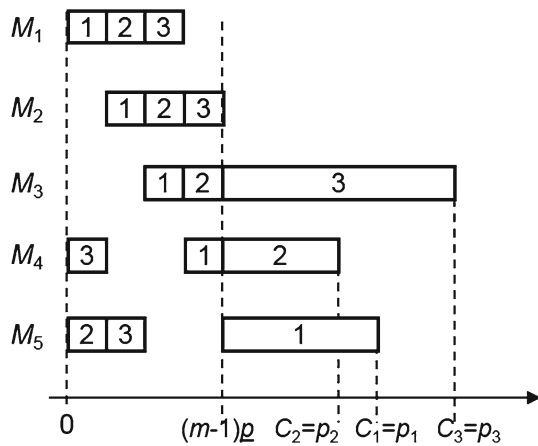 M₁ 1 2 3
M₂ 1 2 3
M₃ 1 2 3
M₄ 3 1 2
M₅ 2 3 1
0 (m-1)p̲ C₂=p₂ C₁=p₁ C₃=p₃